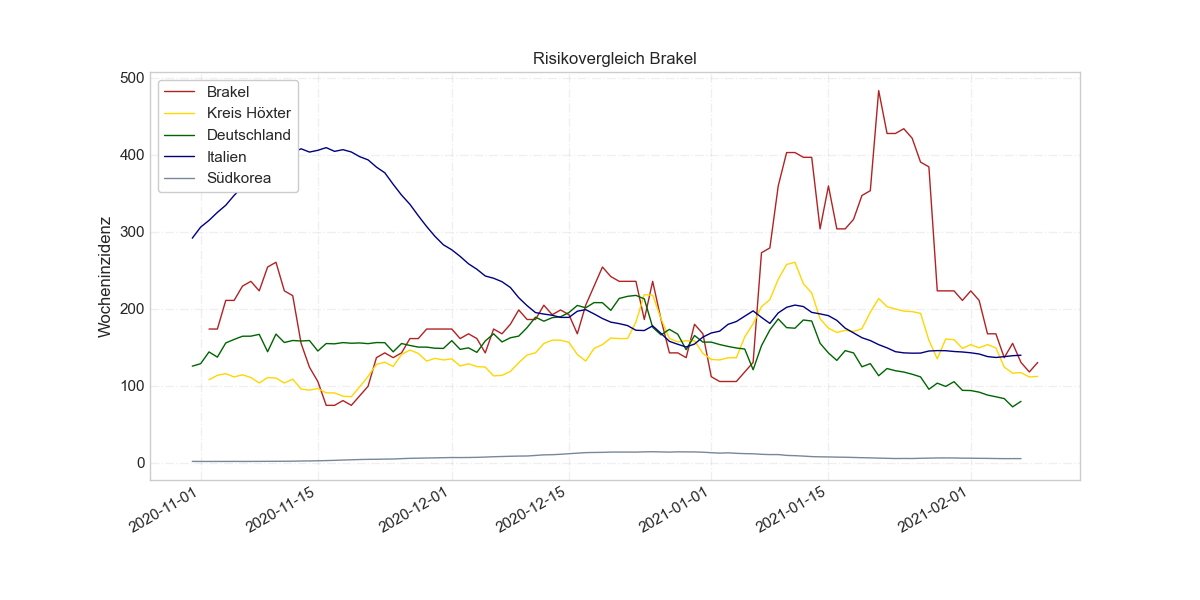 Risikovergleich Brakel
Wocheninzidenz
500
400
300
200
100
0
Brakel
Kreis Höxter
Deutschland
Italien
Südkorea
2020-11-01
2020-11-15
2020-12-01
2020-12-15
2021-01-01
2021-01-15
2021-02-01